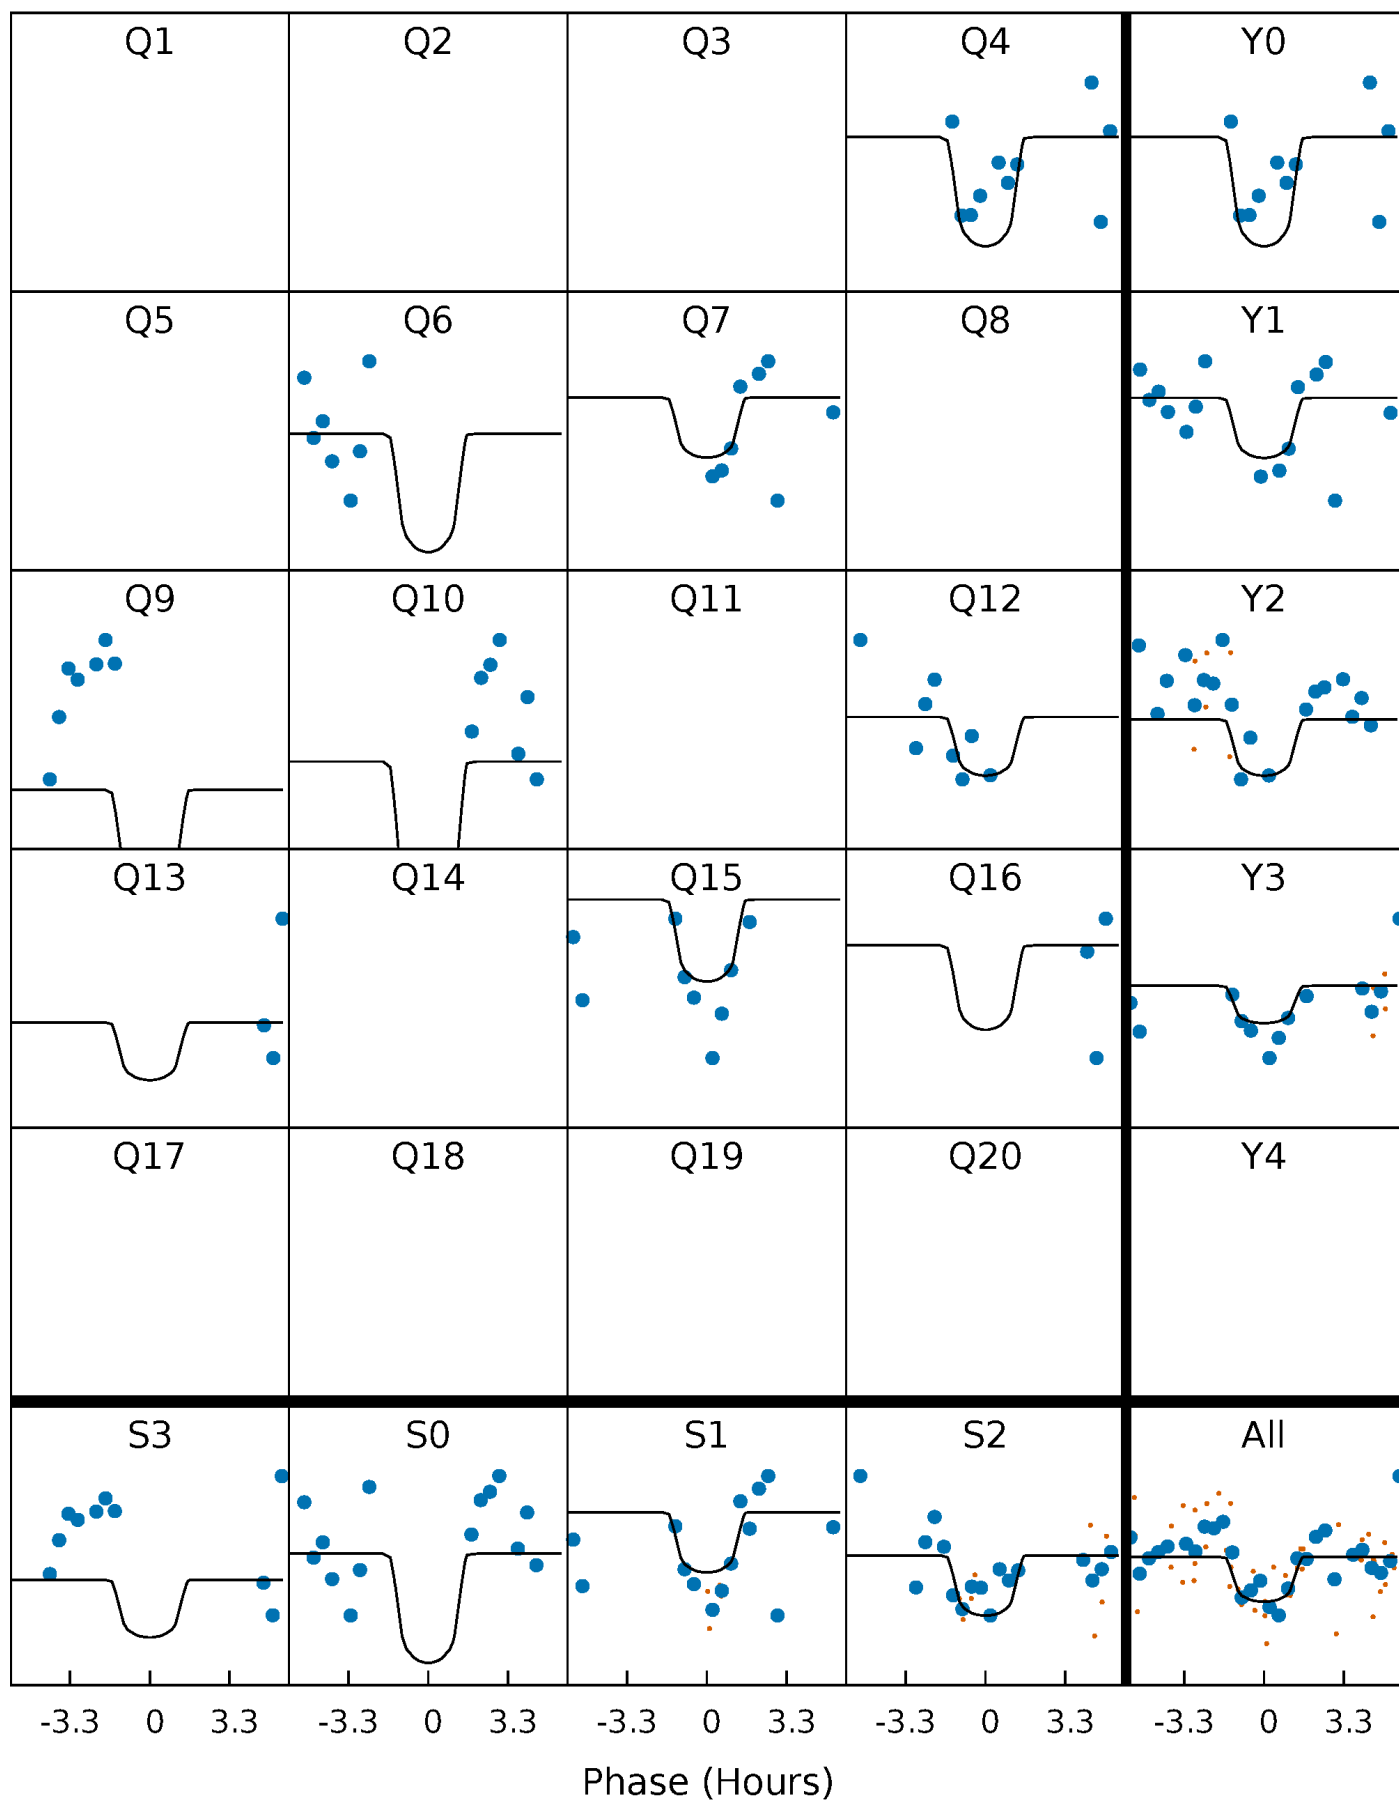 Q1 Q2 Q3 Q4 Y0
Q5 Q6 Q7 Q8 Y1
Q9 Q10 Q11 Q12 Y2
Q13 Q14 Q15 Q16 Y3
Q17 Q18 Q19 Q20 Y4
S3 S0 S1 S2 All
-3.3 0 3.3 -3.3 0 3.3 -3.3 0 3.3 -3.3 0 3.3 -3.3 0 3.3
Phase (Hours)